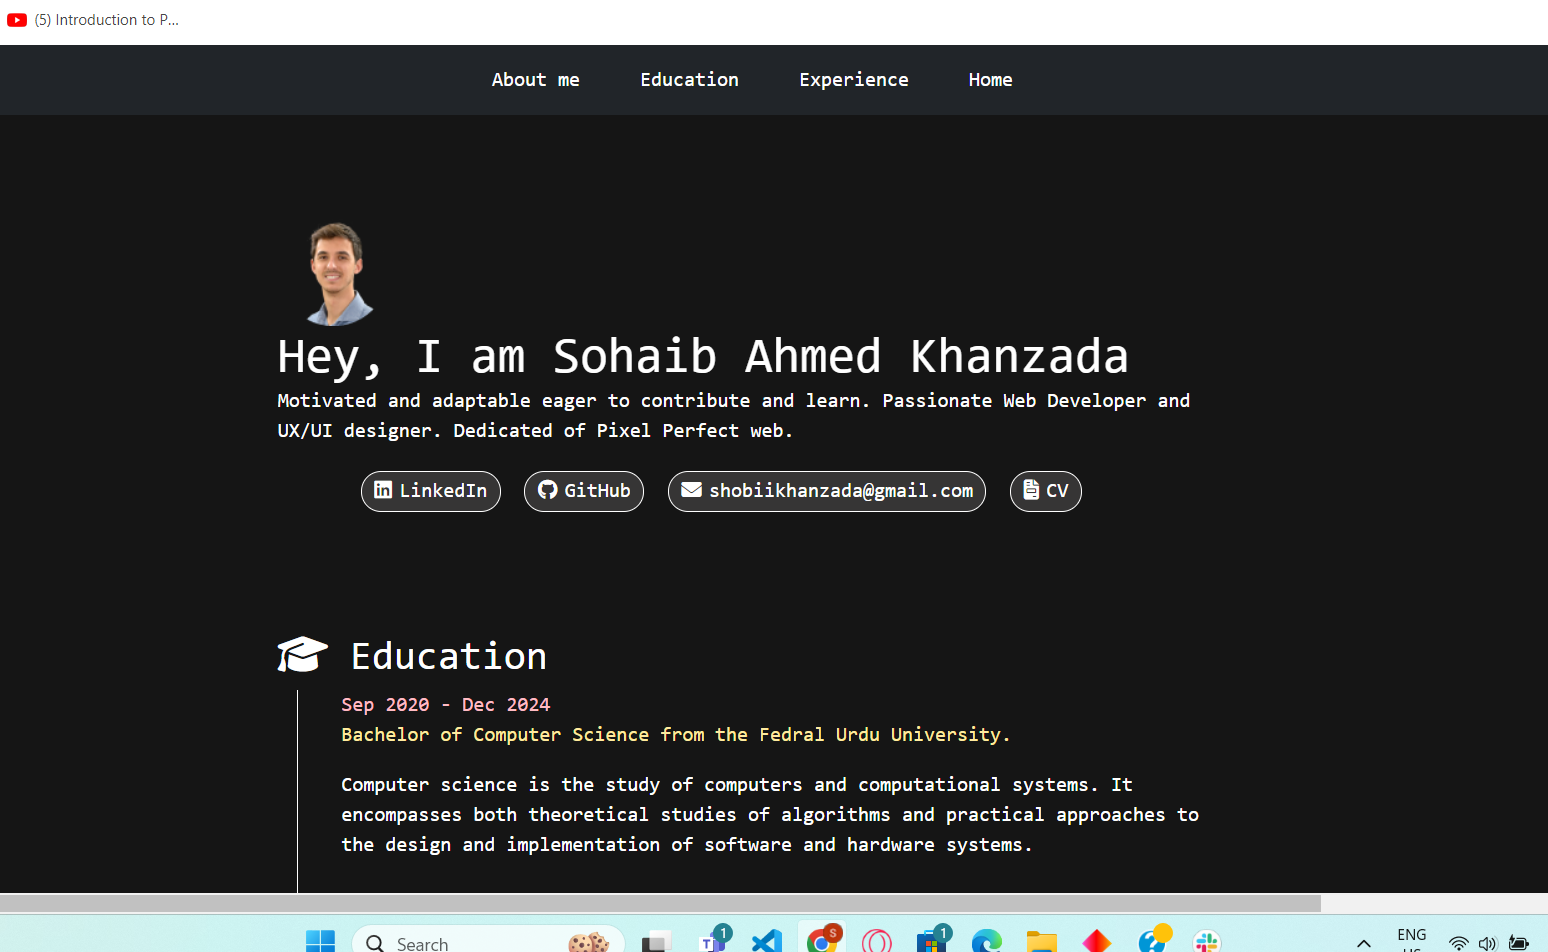 (5) Introduction to P...
About me Education Experience Home
Hey, I am Sohaib Ahmed Khanzada
Motivated and adaptable eager to contribute and learn. Passionate Web Developer and
UX/UI designer. Dedicated of Pixel Perfect web.
LinkedIn GitHub shobiikhanzada@gmail.com CV
Education
Sep 2020 - Dec 2024
Bachelor of Computer Science from the Fedral Urdu University.
Computer science is the study of computers and computational systems. It
encompasses both theoretical studies of algorithms and practical approaches to
the design and implementation of software and hardware systems.
Search 1 S 1 ENG